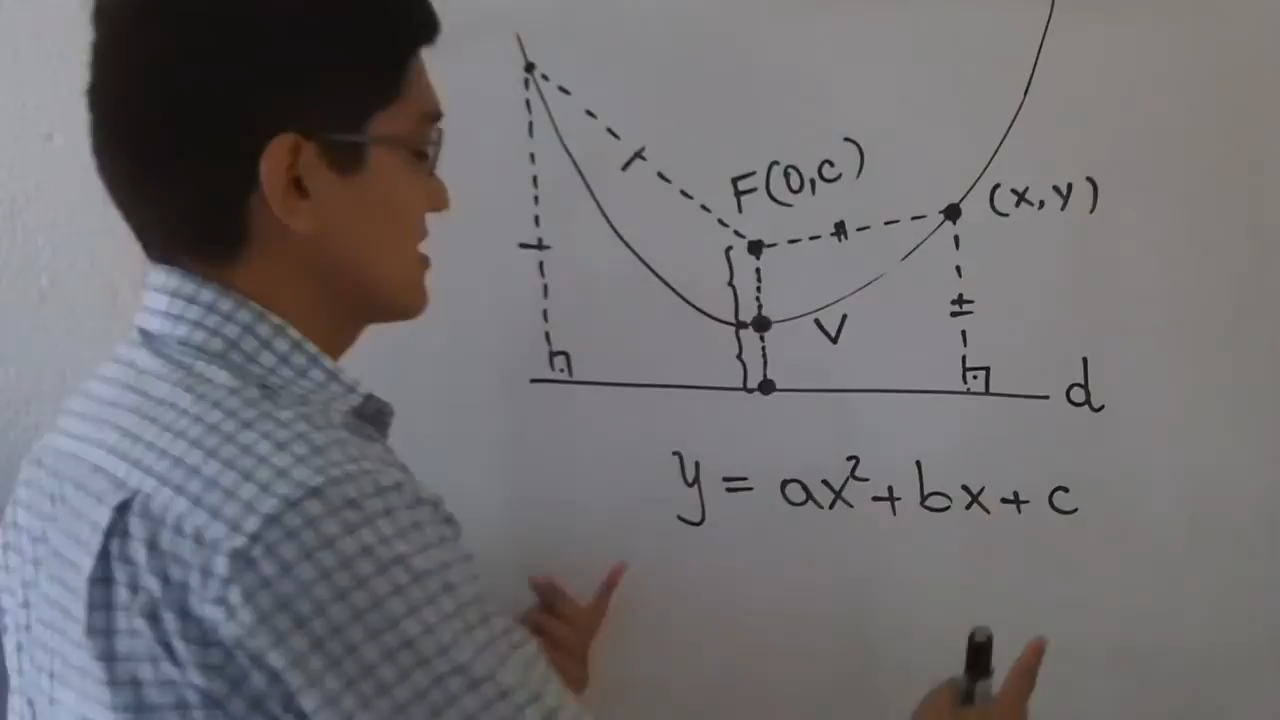 F(0,c)
(x,y)
V
d
y = ax²+bx+c